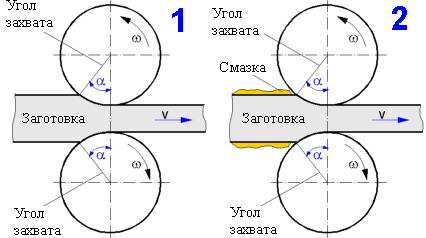 Угол
захвата
1
ω
α
Заготовка
v
α
ω
Угол
захвата
Угол
захвата
2
Смазка
ω
α
Заготовка
v
α
ω
Угол
захвата